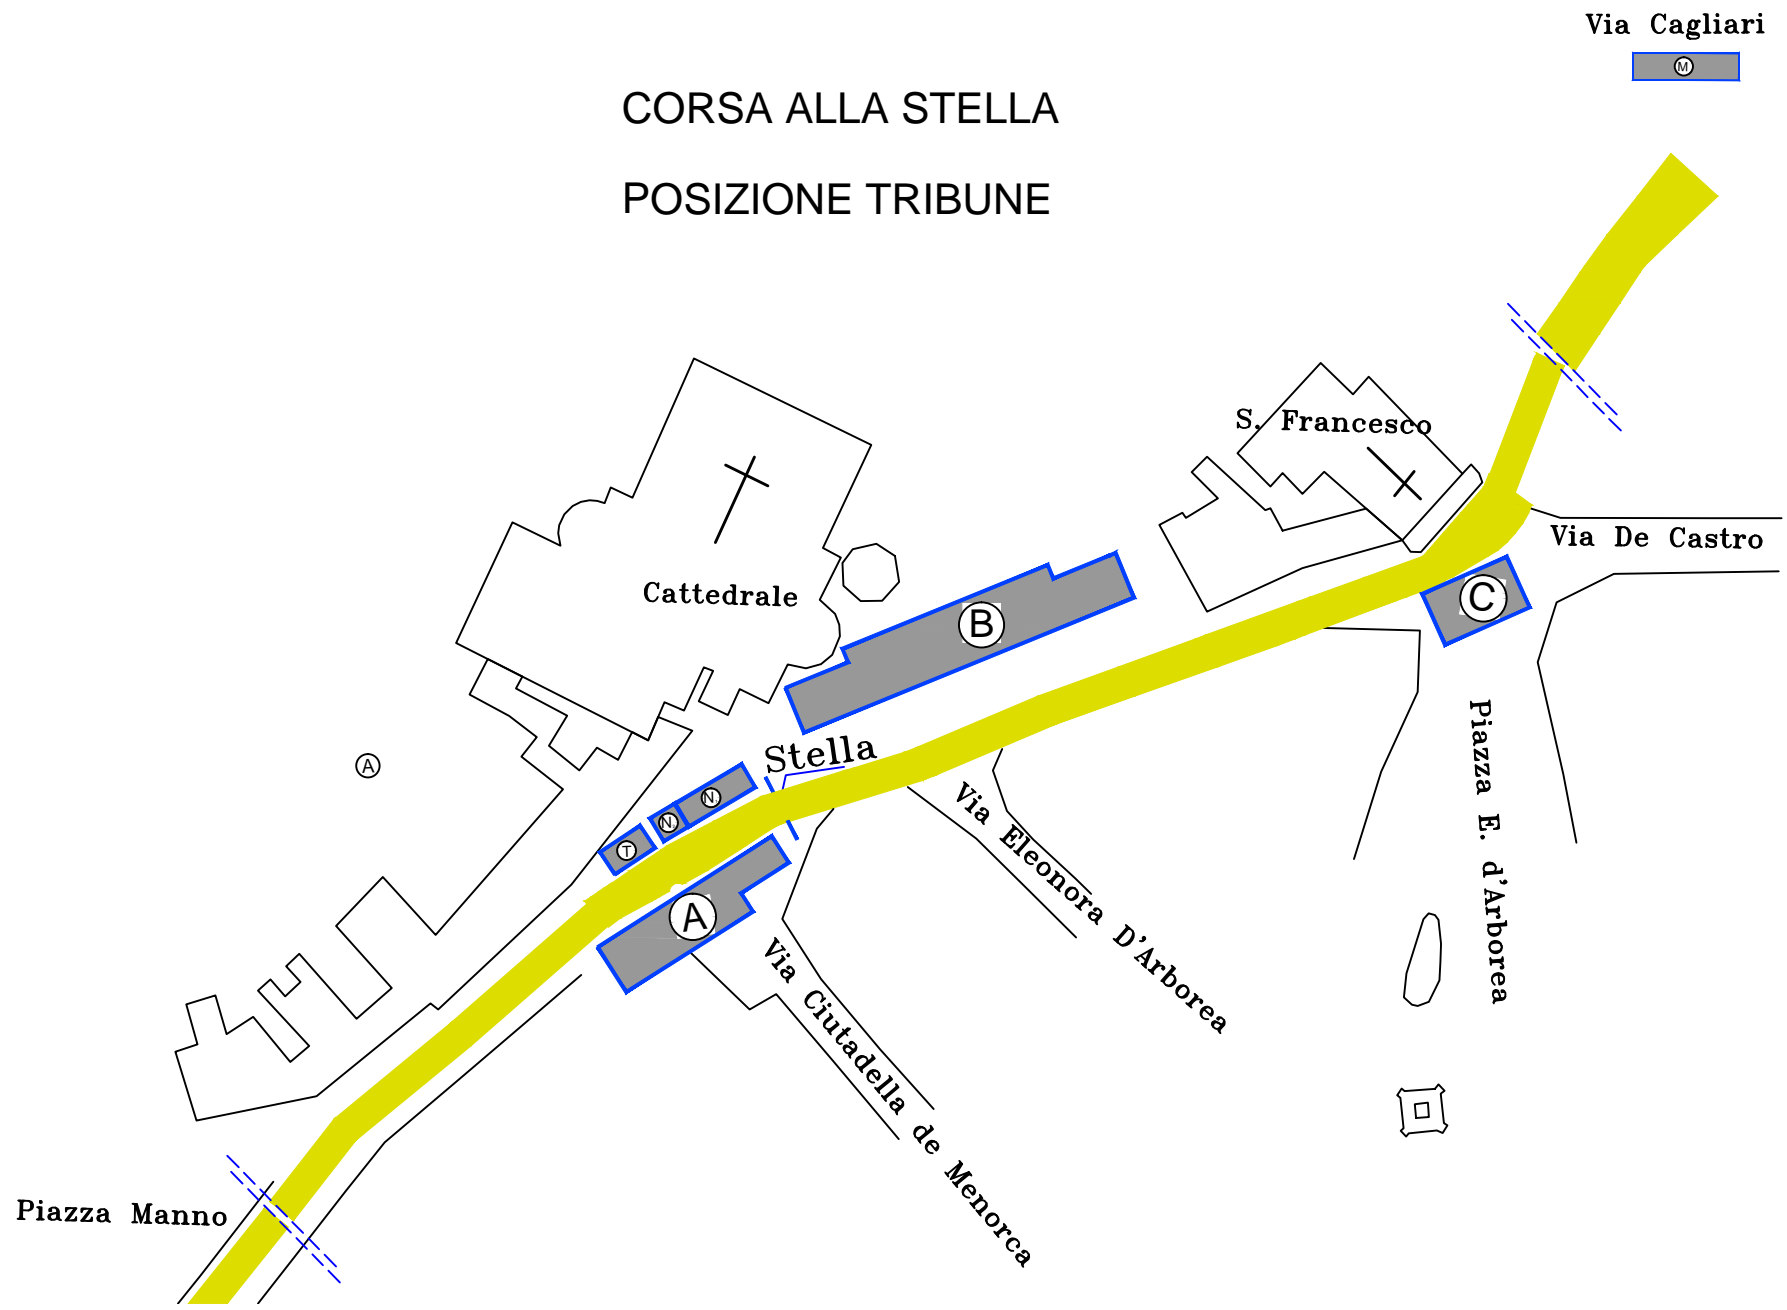 Via Cagliari
M
CORSA ALLA STELLA
POSIZIONE TRIBUNE
S. Francesco
Via De Castro
Cattedrale
B
C
Stella
A
N.
N.
T
A
Via Eleonora D'Arborea
Piazza E. d'Arborea
Via Ciutadella de Menorca
Piazza Manno